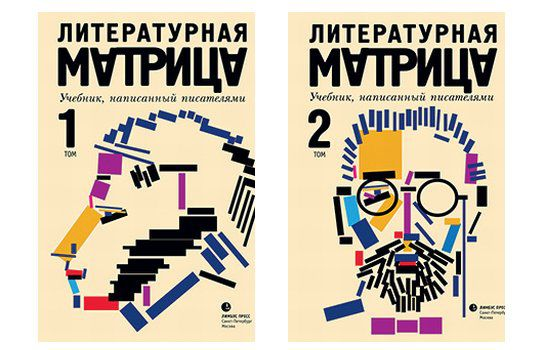 ЛИТЕРАТУРНАЯ
МАТРИЦА
Учебник, написанный писателями
1
ТОМ
ЛИМБУС ПРЕСС
Санкт-Петербург
Москва
ЛИТЕРАТУРНАЯ
МАТРИЦА
Учебник, написанный писателями
2
ТОМ
ЛИМБУС ПРЕСС
Санкт-Петербург
Москва